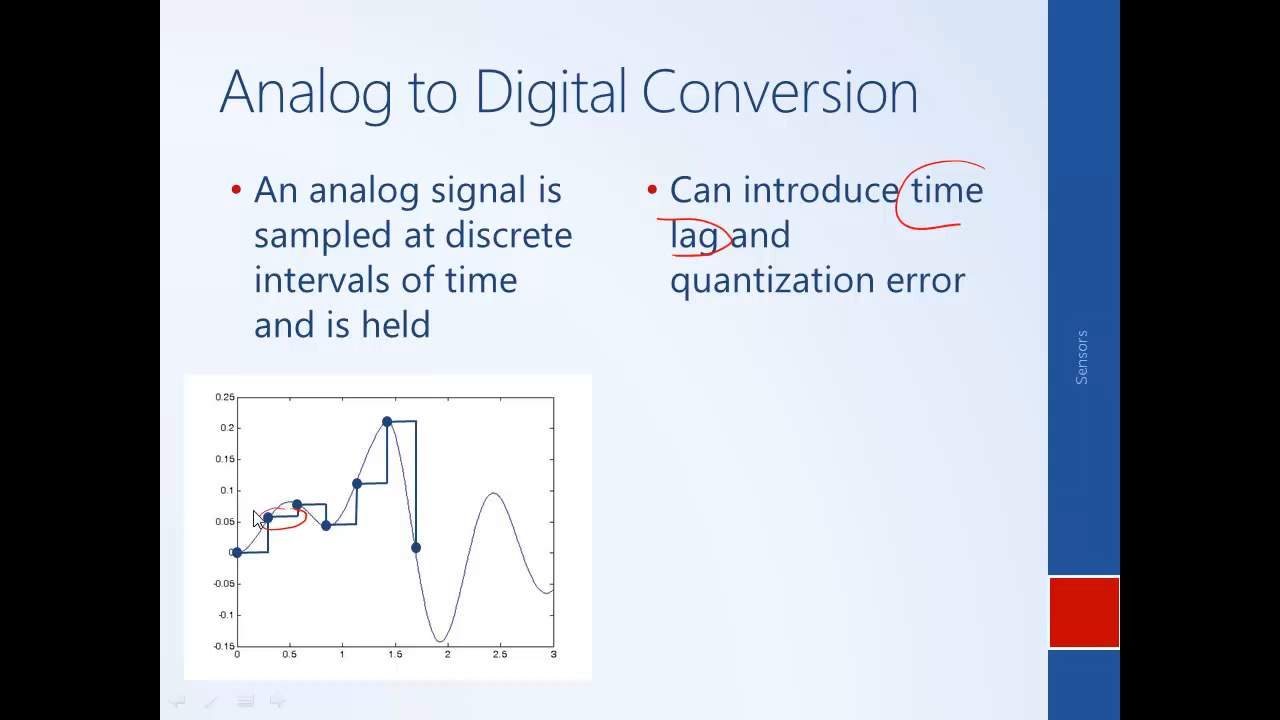 Analog to Digital Conversion
• An analog signal is
sampled at discrete
intervals of time
and is held
• Can introduce time
lag and
quantization error
Sensors
0.25
0.2
0.15
0.1
0.05
0
-0.05
-0.1
-0.15
0 0.5 1 1.5 2 2.5 3